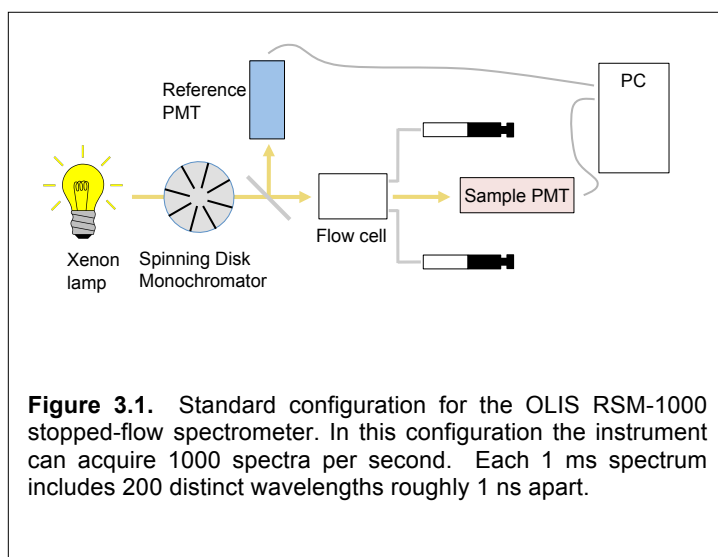 Reference
PMT
PC
Sample PMT
Flow cell
Xenon
lamp
Spinning Disk
Monochromator
Figure 3.1. Standard configuration for the OLIS RSM-1000
stopped-flow spectrometer. In this configuration the instrument
can acquire 1000 spectra per second. Each 1 ms spectrum
includes 200 distinct wavelengths roughly 1 ns apart.